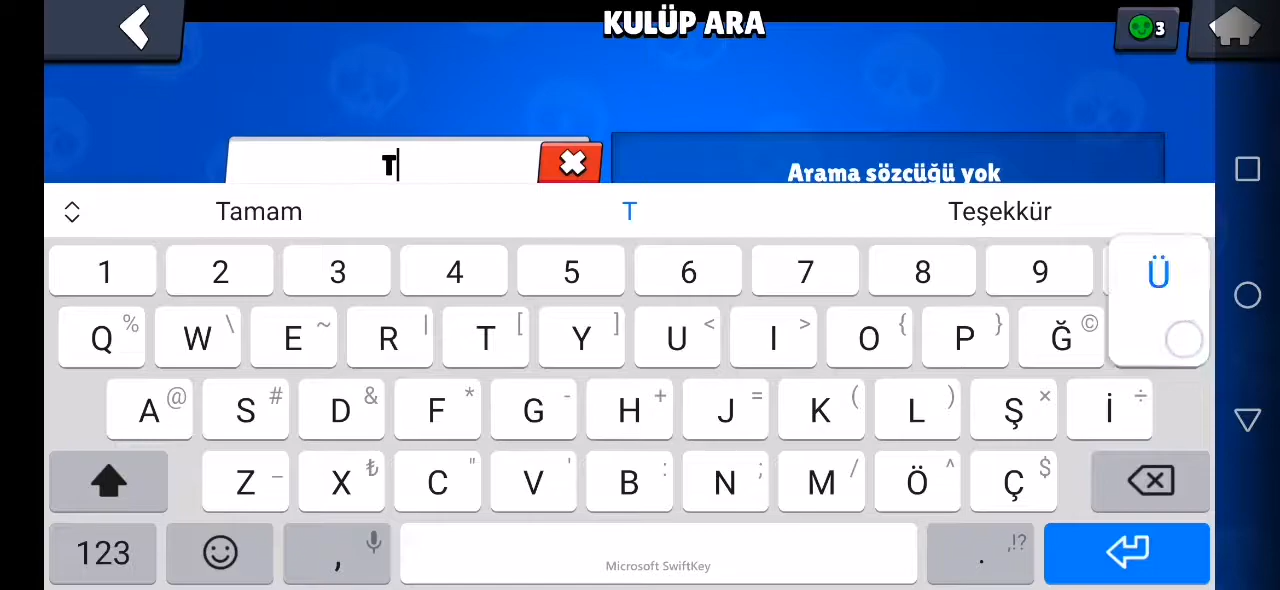 KULÜP ARA
3
T
Arama sözcüğü yok
Tamam T Teşekkür
1 2 3 4 5 6 7 8 9
Ü
Q % W \ E ~ R | T [ Y ] U < I > O { P } Ğ ©
A @ S # D & F * G - H + J = K ( L ) Ş × İ ÷
Z _ X ₺ C " V ' B : N ; M / Ö ^ Ç $
123 , . ,!?
Microsoft SwiftKey